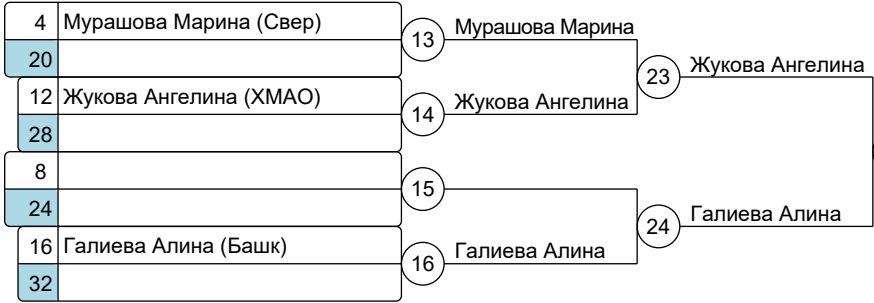 4 Мурашова Марина (Свер)
20
12 Жукова Ангелина (ХМАО)
28
8
24
16 Галиева Алина (Башк)
32
13 Мурашова Марина
14 Жукова Ангелина
15
16 Галиева Алина
23 Жукова Ангелина
24 Галиева Алина